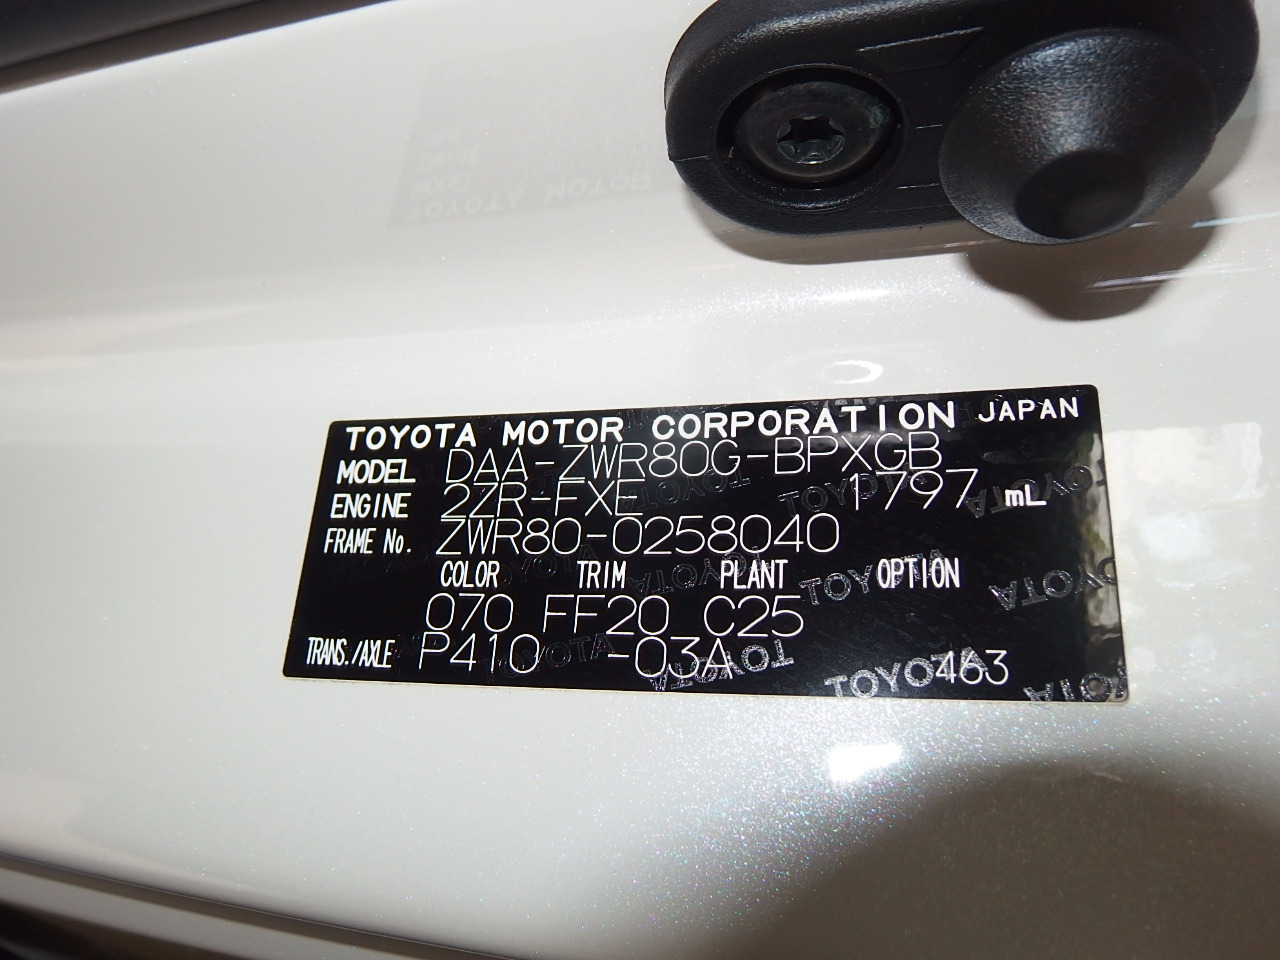 TOYOTA MOTOR CORPORATION JAPAN
MODEL DAA-ZWR80G-BPXGB
ENGINE 2ZR-FXE 1797 mL
FRAME No. ZWR80-0258040
COLOR TRIM PLANT OPTION
070 FF20 C25
TRANS./AXLE P410 -03A 463